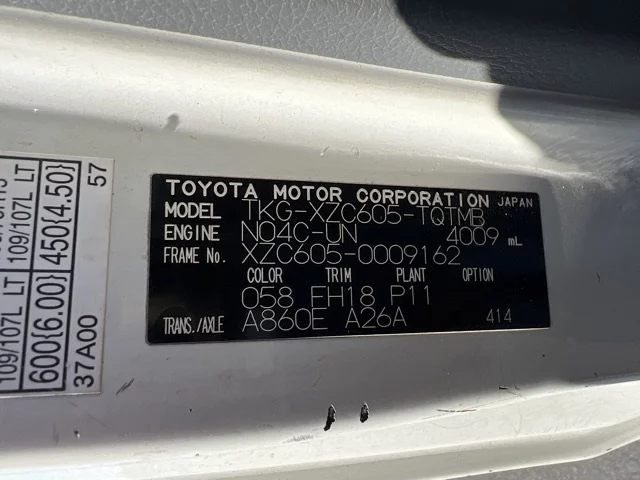 TOYOTA MOTOR CORPORATION JAPAN
MODEL TKG-XZC605-TQTMB
ENGINE N04C-UN 4009 mL
FRAME No. XZC605-0009162
COLOR TRIM PLANT OPTION
058 FH18 P11
TRANS./AXLE A860E A26A 414
109/107L LT 109/107L LT
600{6.00} 450{4.50}
37A00 57